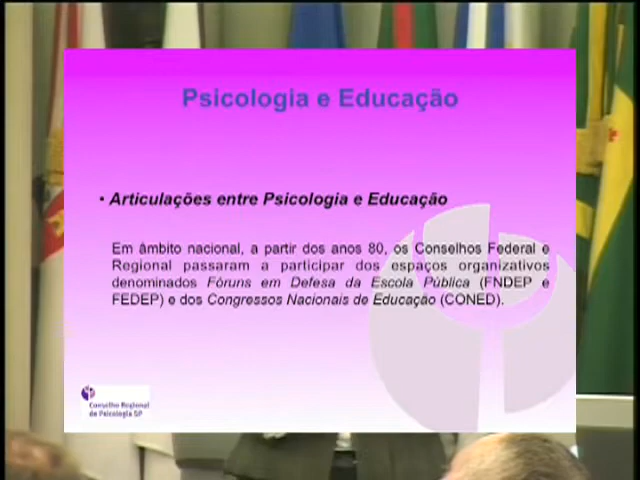 Psicologia e Educação
• Articulações entre Psicologia e Educação
Em âmbito nacional, a partir dos anos 80, os Conselhos Federal e
Regional passaram a participar dos espaços organizativos
denominados Fóruns em Defesa da Escola Pública (FNDEP e
FEDEP) e dos Congressos Nacionais de Educação (CONED).
Conselho Regional
de Psicologia SP